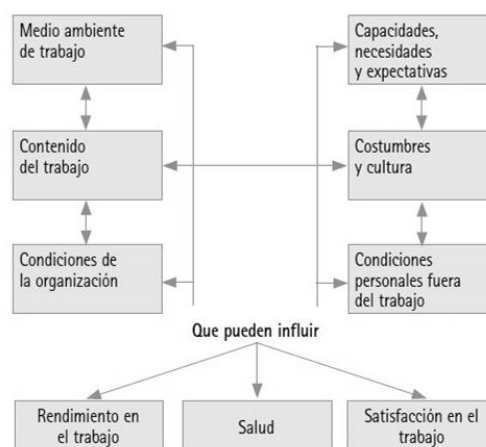 Medio ambiente
de trabajo
Capacidades,
necesidades
y expectativas
Contenido
del trabajo
Costumbres
y cultura
Condiciones de
la organización
Condiciones
personales fuera
del trabajo
Que pueden influir
Rendimiento en
el trabajo
Salud
Satisfacción en el
trabajo